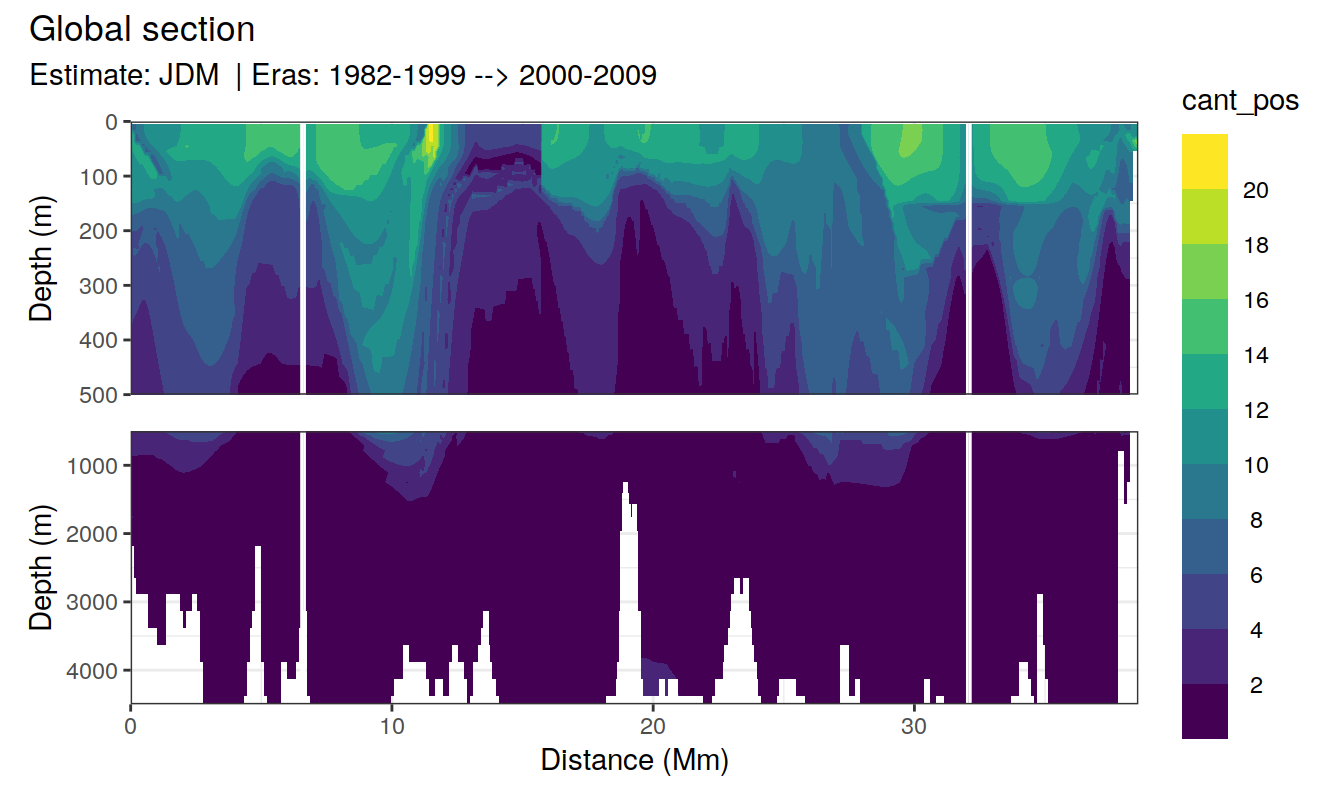 Global section
Estimate: JDM | Eras: 1982-1999 --> 2000-2009
cant_pos
0
100
200
300
400
500
Depth (m)
20
18
16
14
12
10
8
6
4
2
1000
2000
3000
4000
Depth (m)
0 10 20 30
Distance (Mm)